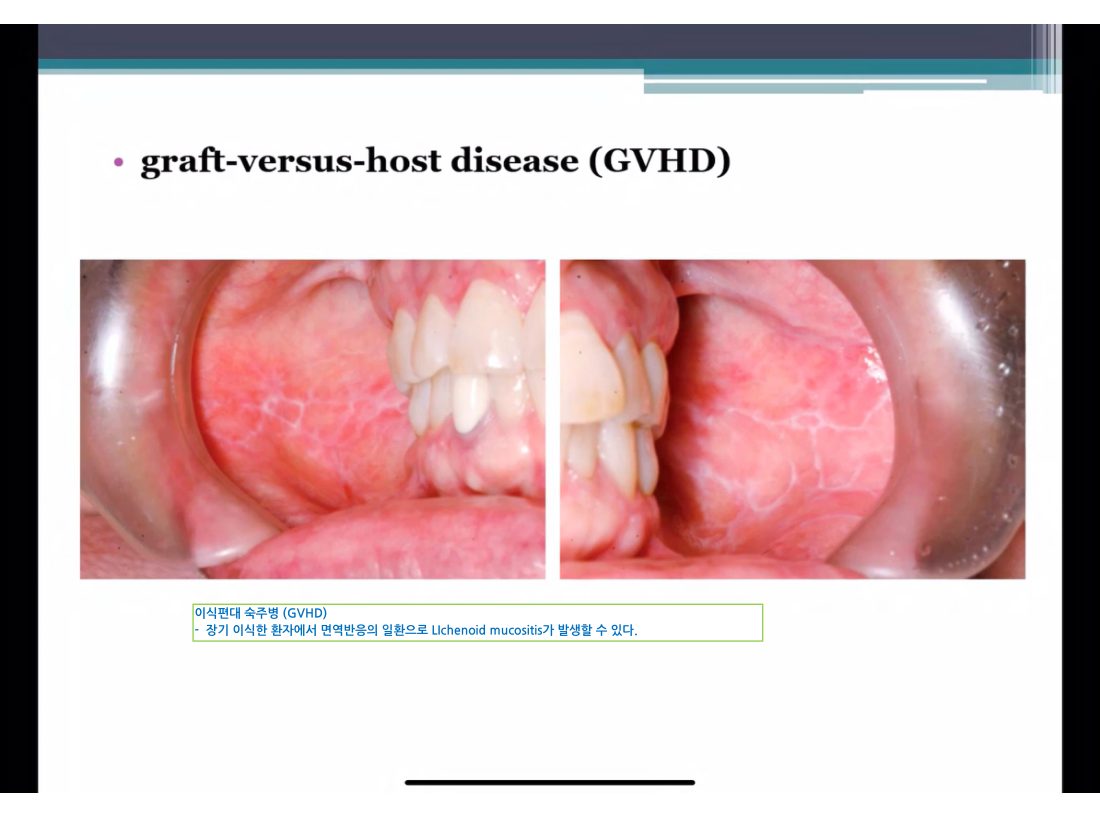 • graft-versus-host disease (GVHD)
이식편대 숙주병 (GVHD)
- 장기 이식한 환자에서 면역반응의 일환으로 LIchenoid mucositis가 발생할 수 있다.